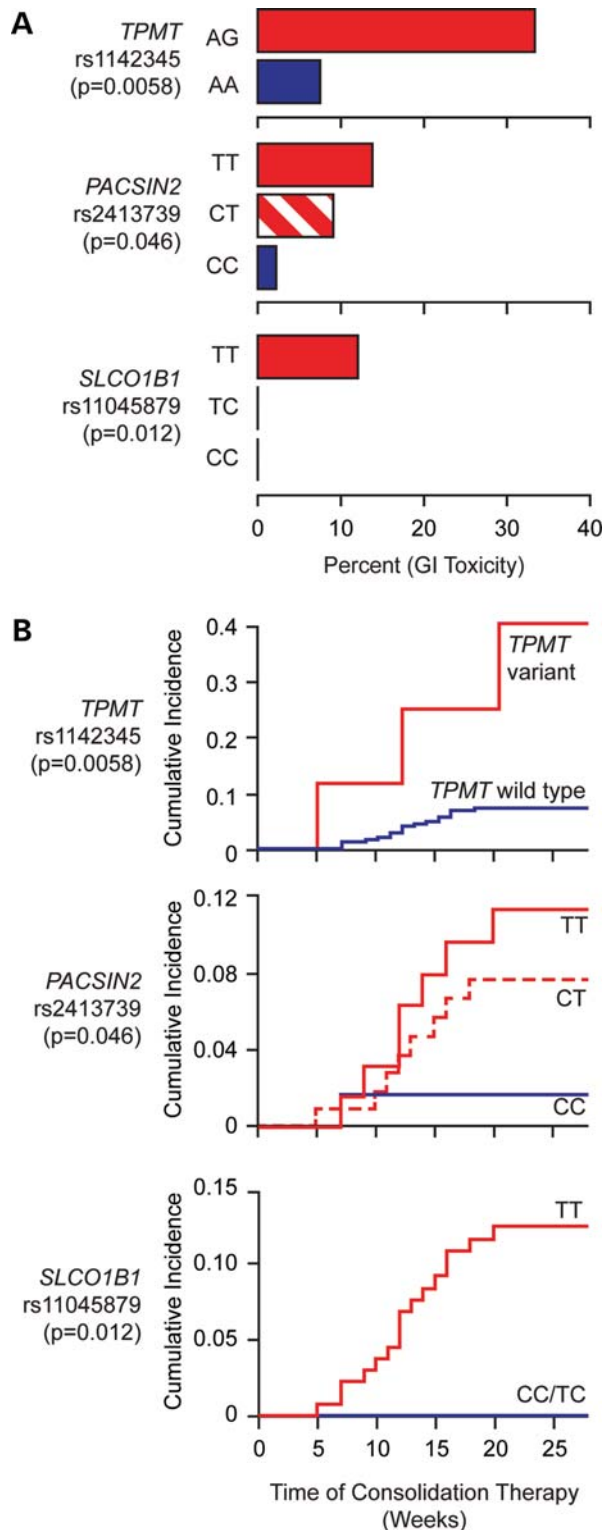 A
TPMT
rs1142345
(p=0.0058)
AG
AA
PACSIN2
rs2413739
(p=0.046)
TT
CT
CC
SLCO1B1
rs11045879
(p=0.012)
TT
TC
CC
0 10 20 30 40
Percent (GI Toxicity)
B
TPMT
rs1142345
(p=0.0058)
Cumulative Incidence
0.4
0.3
0.2
0.1
0
TPMT
variant
TPMT wild type
PACSIN2
rs2413739
(p=0.046)
Cumulative Incidence
0.12
0.08
0.04
0
TT
CT
CC
SLCO1B1
rs11045879
(p=0.012)
Cumulative Incidence
0.15
0.10
0.05
0
TT
CC/TC
0 5 10 15 20 25
Time of Consolidation Therapy
(Weeks)